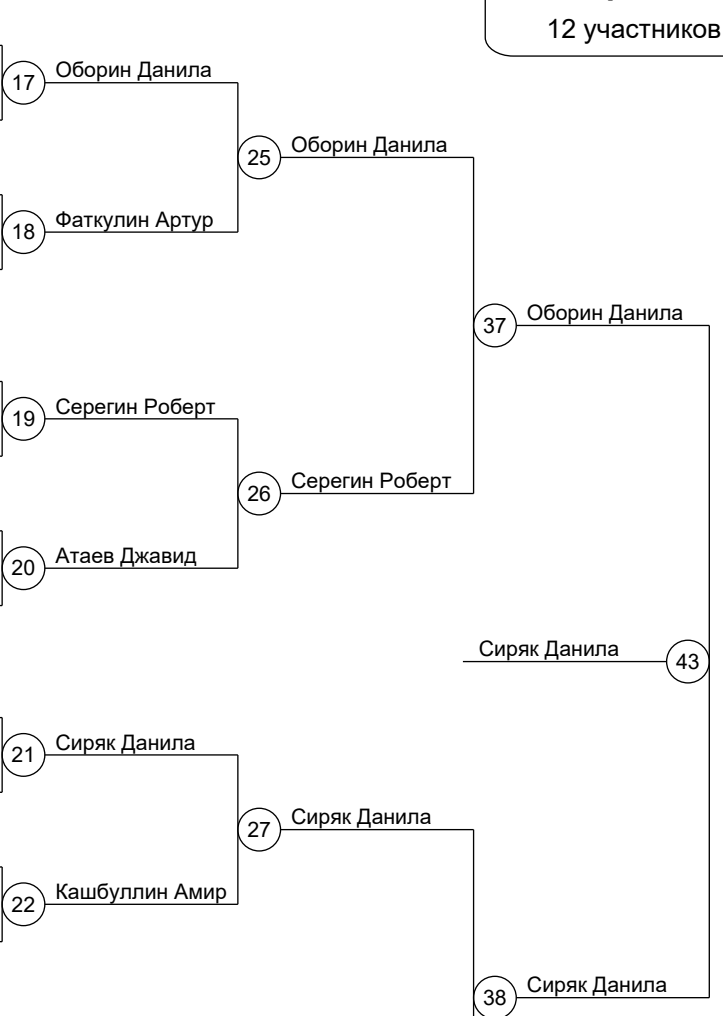 12 участников
17 Оборин Данила
25 Оборин Данила
18 Фаткулин Артур
37 Оборин Данила
19 Серегин Роберт
26 Серегин Роберт
20 Атаев Джавид
Сиряк Данила 43
21 Сиряк Данила
27 Сиряк Данила
22 Кашбуллин Амир
38 Сиряк Данила